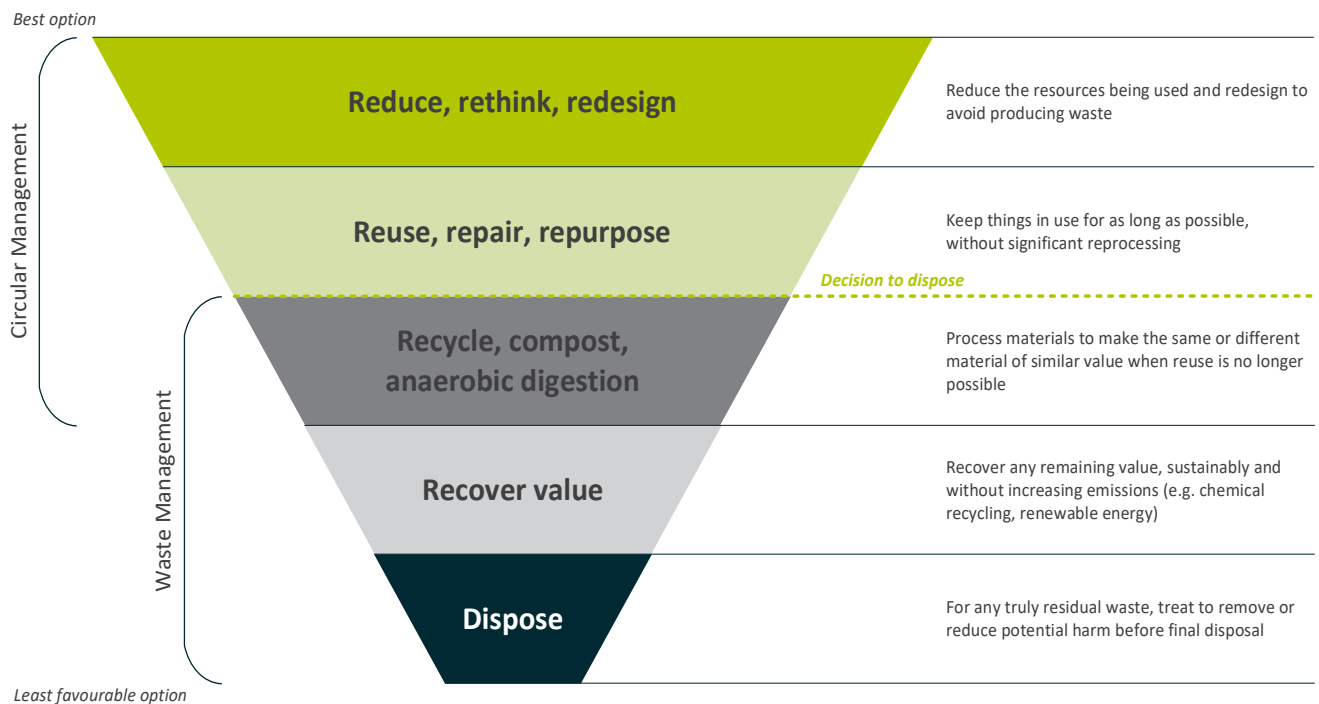 Best option
Reduce, rethink, redesign
Reduce the resources being used and redesign to
avoid producing waste
Circular Management
Reuse, repair, repurpose
Keep things in use for as long as possible,
without significant reprocessing
Decision to dispose
Recycle, compost,
anaerobic digestion
Process materials to make the same or different
material of similar value when reuse is no longer
possible
Waste Management
Recover value
Recover any remaining value, sustainably and
without increasing emissions (e.g. chemical
recycling, renewable energy)
Dispose
For any truly residual waste, treat to remove or
reduce potential harm before final disposal
Least favourable option